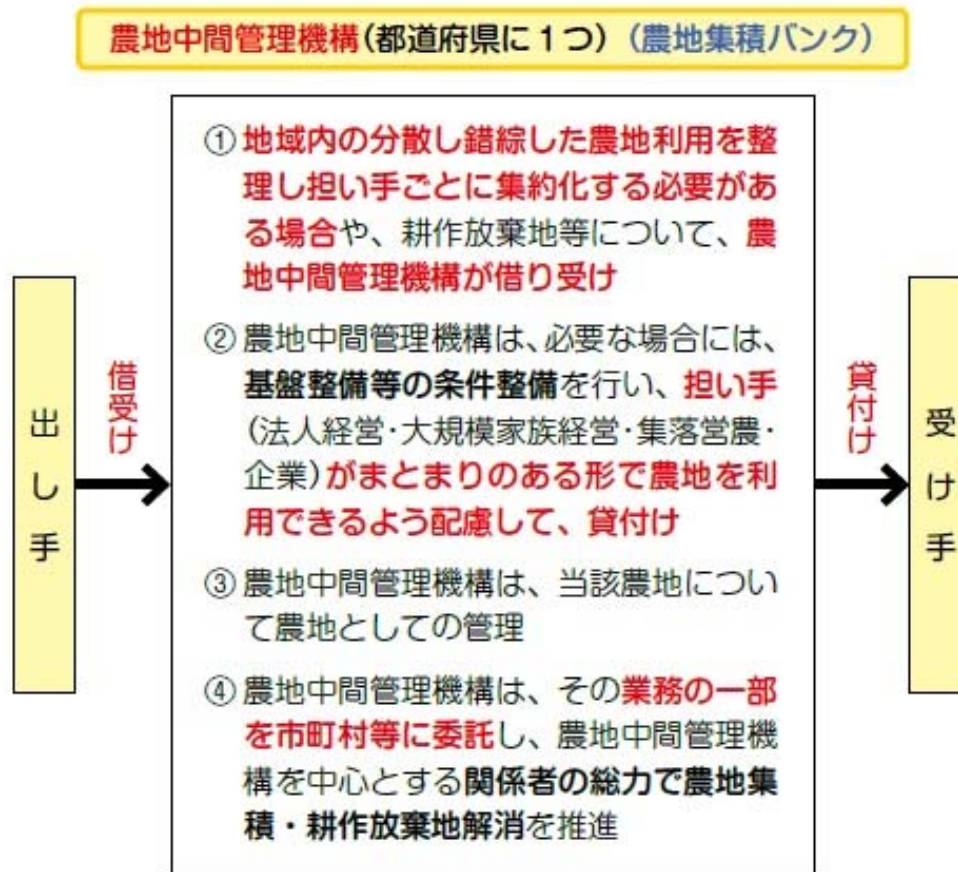 農地中間管理機構(都道府県に1つ)(農地集積バンク)
出し手
借受け
①地域内の分散し錯綜した農地利用を整
理し担い手ごとに集約化する必要があ
る場合や、耕作放棄地等について、農
地中間管理機構が借り受け
②農地中間管理機構は、必要な場合には、
基盤整備等の条件整備を行い、担い手
(法人経営・大規模家族経営・集落営農・
企業)がまとまりのある形で農地を利
用できるよう配慮して、貸付け
③農地中間管理機構は、当該農地につい
て農地としての管理
④農地中間管理機構は、その業務の一部
を市町村等に委託し、農地中間管理機
構を中心とする関係者の総力で農地集
積・耕作放棄地解消を推進
貸付け
受け手